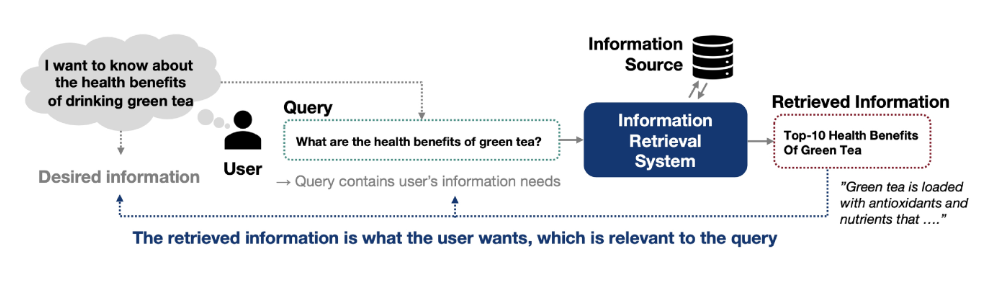 I want to know about
the health benefits
of drinking green tea
Desired information
User
Query
What are the health benefits of green tea?
→ Query contains user's information needs
Information
Source
Information
Retrieval
System
Retrieved Information
Top-10 Health Benefits
Of Green Tea
"Green tea is loaded
with antioxidants and
nutrients that …."
The retrieved information is what the user wants, which is relevant to the query